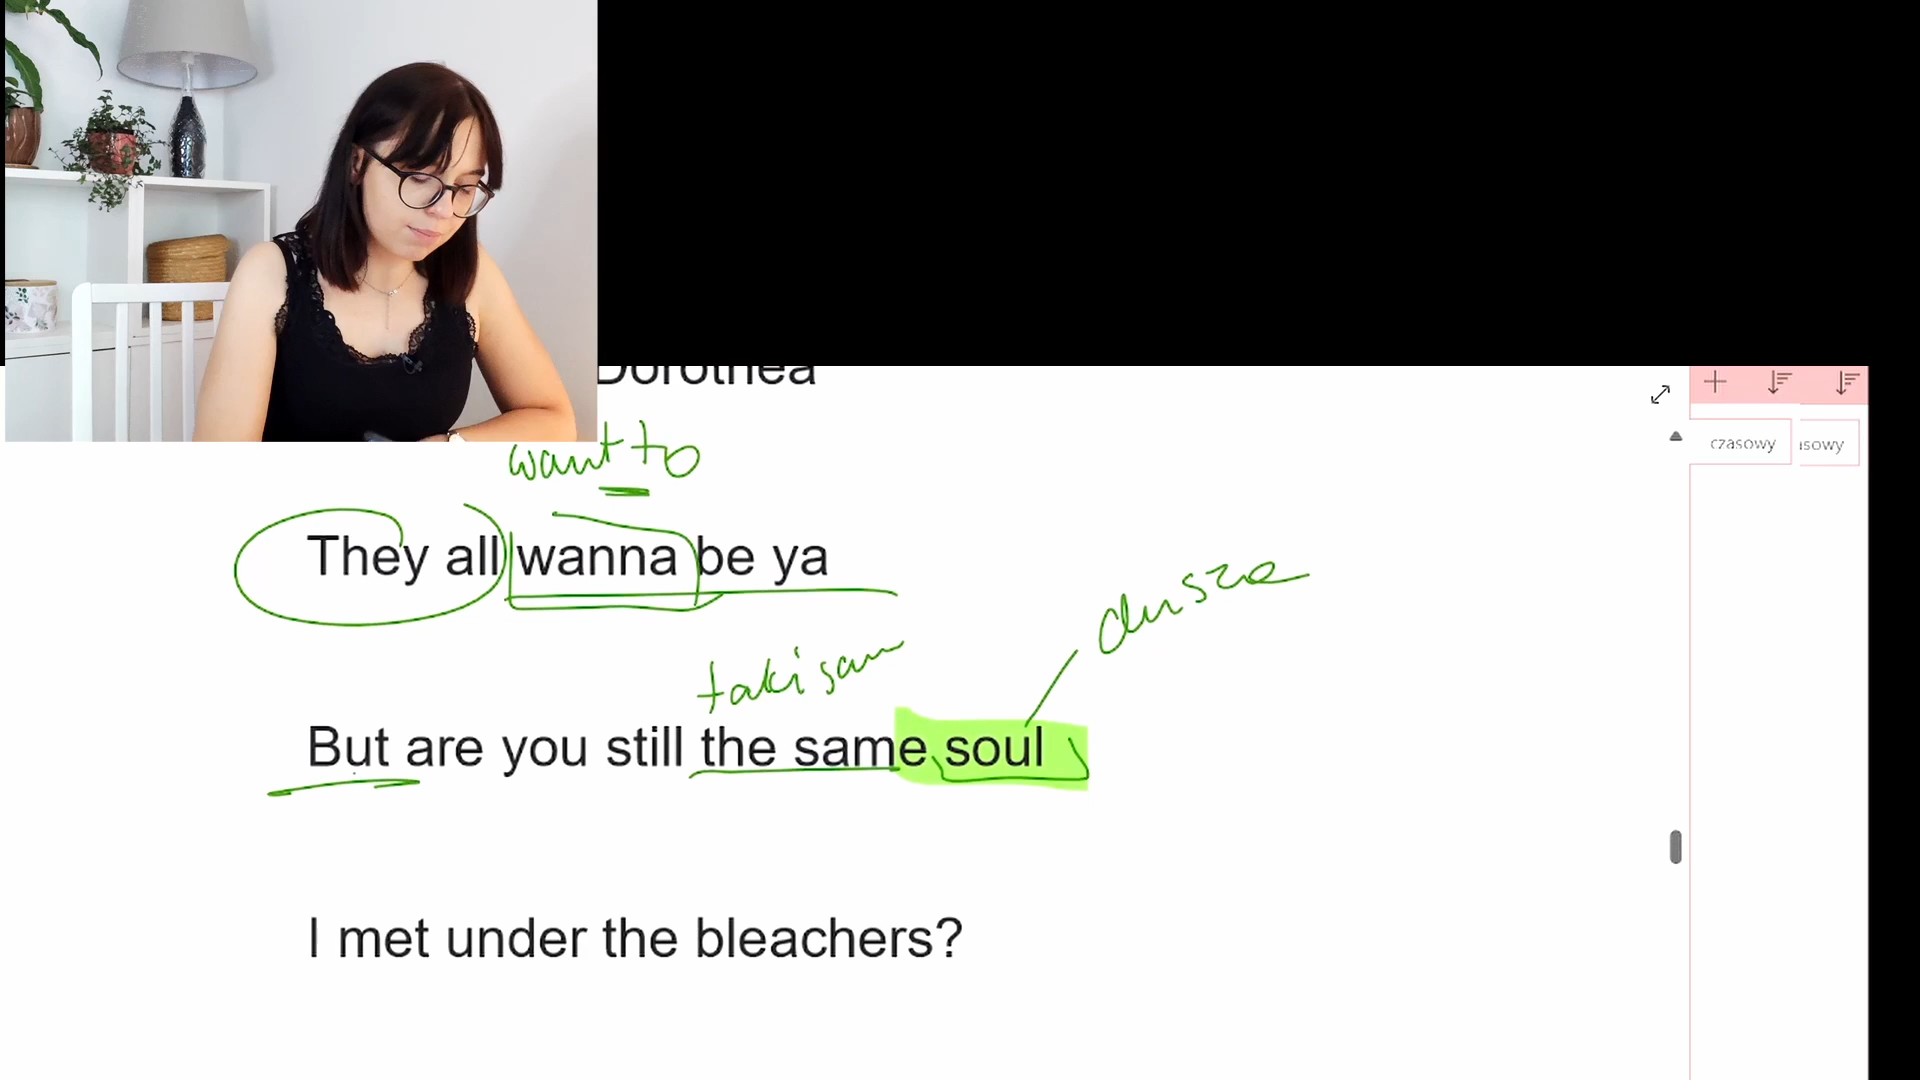 Dorothea
want to
They all wanna be ya
dusza
taki sam
But are you still the same soul
I met under the bleachers?
czasowy
asowy